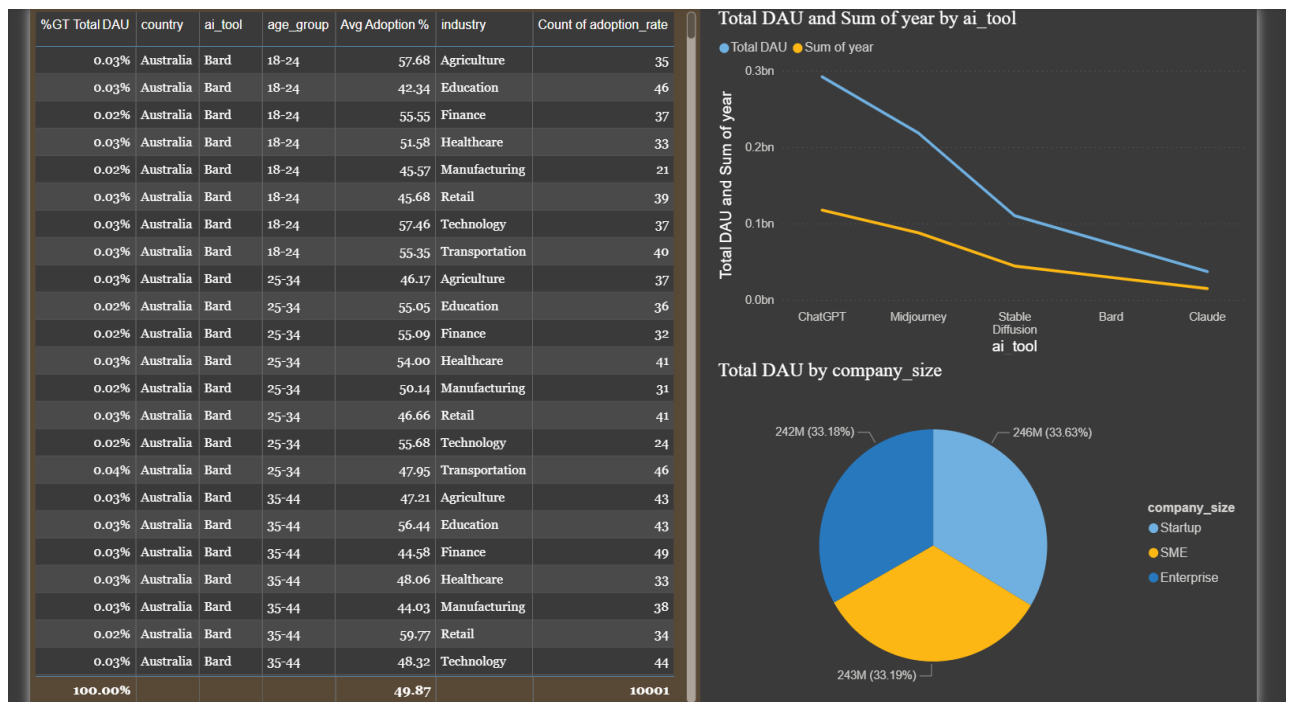 %GT Total DAU country ai_tool age_group Avg Adoption % industry Count of adoption_rate
0.03% Australia Bard 18-24 57.68 Agriculture 35
0.03% Australia Bard 18-24 42.34 Education 46
0.02% Australia Bard 18-24 55.55 Finance 37
0.03% Australia Bard 18-24 51.58 Healthcare 33
0.02% Australia Bard 18-24 45.57 Manufacturing 21
0.03% Australia Bard 18-24 45.68 Retail 39
0.03% Australia Bard 18-24 57.46 Technology 37
0.03% Australia Bard 18-24 55.35 Transportation 40
0.03% Australia Bard 25-34 46.17 Agriculture 37
0.02% Australia Bard 25-34 55.05 Education 36
0.02% Australia Bard 25-34 55.09 Finance 32
0.03% Australia Bard 25-34 54.00 Healthcare 41
0.02% Australia Bard 25-34 50.14 Manufacturing 31
0.03% Australia Bard 25-34 46.66 Retail 41
0.02% Australia Bard 25-34 55.68 Technology 24
0.04% Australia Bard 25-34 47.95 Transportation 46
0.03% Australia Bard 35-44 47.21 Agriculture 43
0.03% Australia Bard 35-44 56.44 Education 43
0.03% Australia Bard 35-44 44.58 Finance 49
0.03% Australia Bard 35-44 48.06 Healthcare 33
0.03% Australia Bard 35-44 44.03 Manufacturing 38
0.02% Australia Bard 35-44 59.77 Retail 34
0.03% Australia Bard 35-44 48.32 Technology 44
100.00% 49.87 10001
Total DAU and Sum of year by ai_tool
Total DAU Sum of year
Total DAU and Sum of year
0.3bn
0.2bn
0.1bn
0.0bn
ChatGPT Midjourney Stable Diffusion Bard Claude
ai_tool
Total DAU by company_size
242M (33.18%) 246M (33.63%)
243M (33.19%)
company_size
Startup
SME
Enterprise